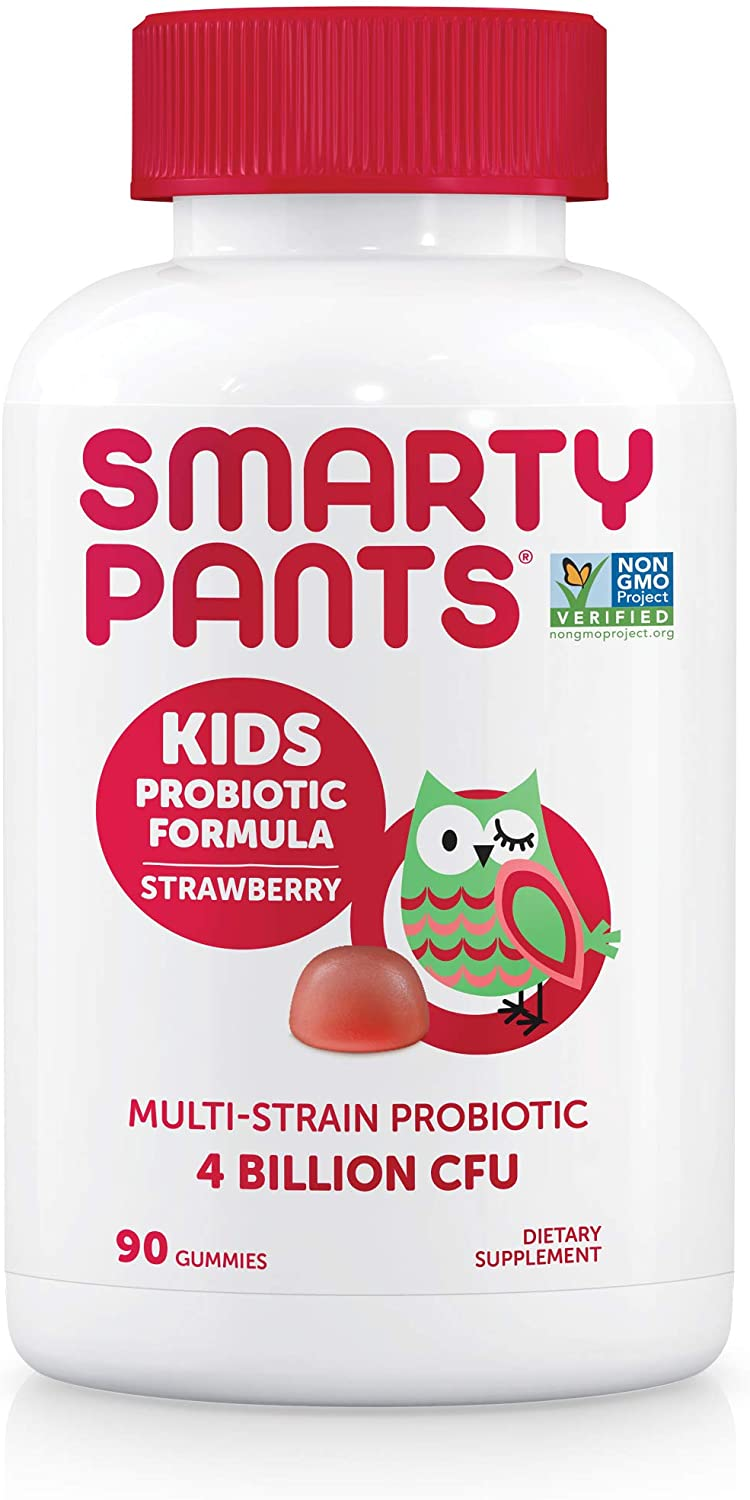 SMARTY
PANTS®
NON
GMO
Project
VERIFIED
nongmoproject.org
KIDS
PROBIOTIC
FORMULA
STRAWBERRY
MULTI-STRAIN PROBIOTIC
4 BILLION CFU
90 GUMMIES
DIETARY
SUPPLEMENT